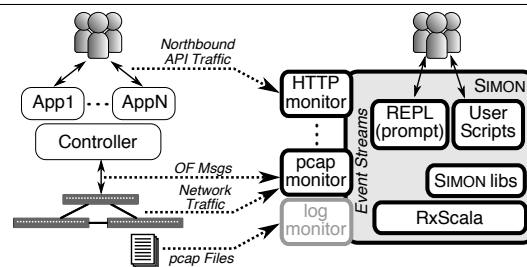 Northbound
API Traffic
App1
AppN
Controller
OF Msgs
Network
Traffic
pcap Files
HTTP
monitor
pcap
monitor
log
monitor
Event Streams
SIMON
REPL
(prompt)
User
Scripts
SIMON libs
RxScala